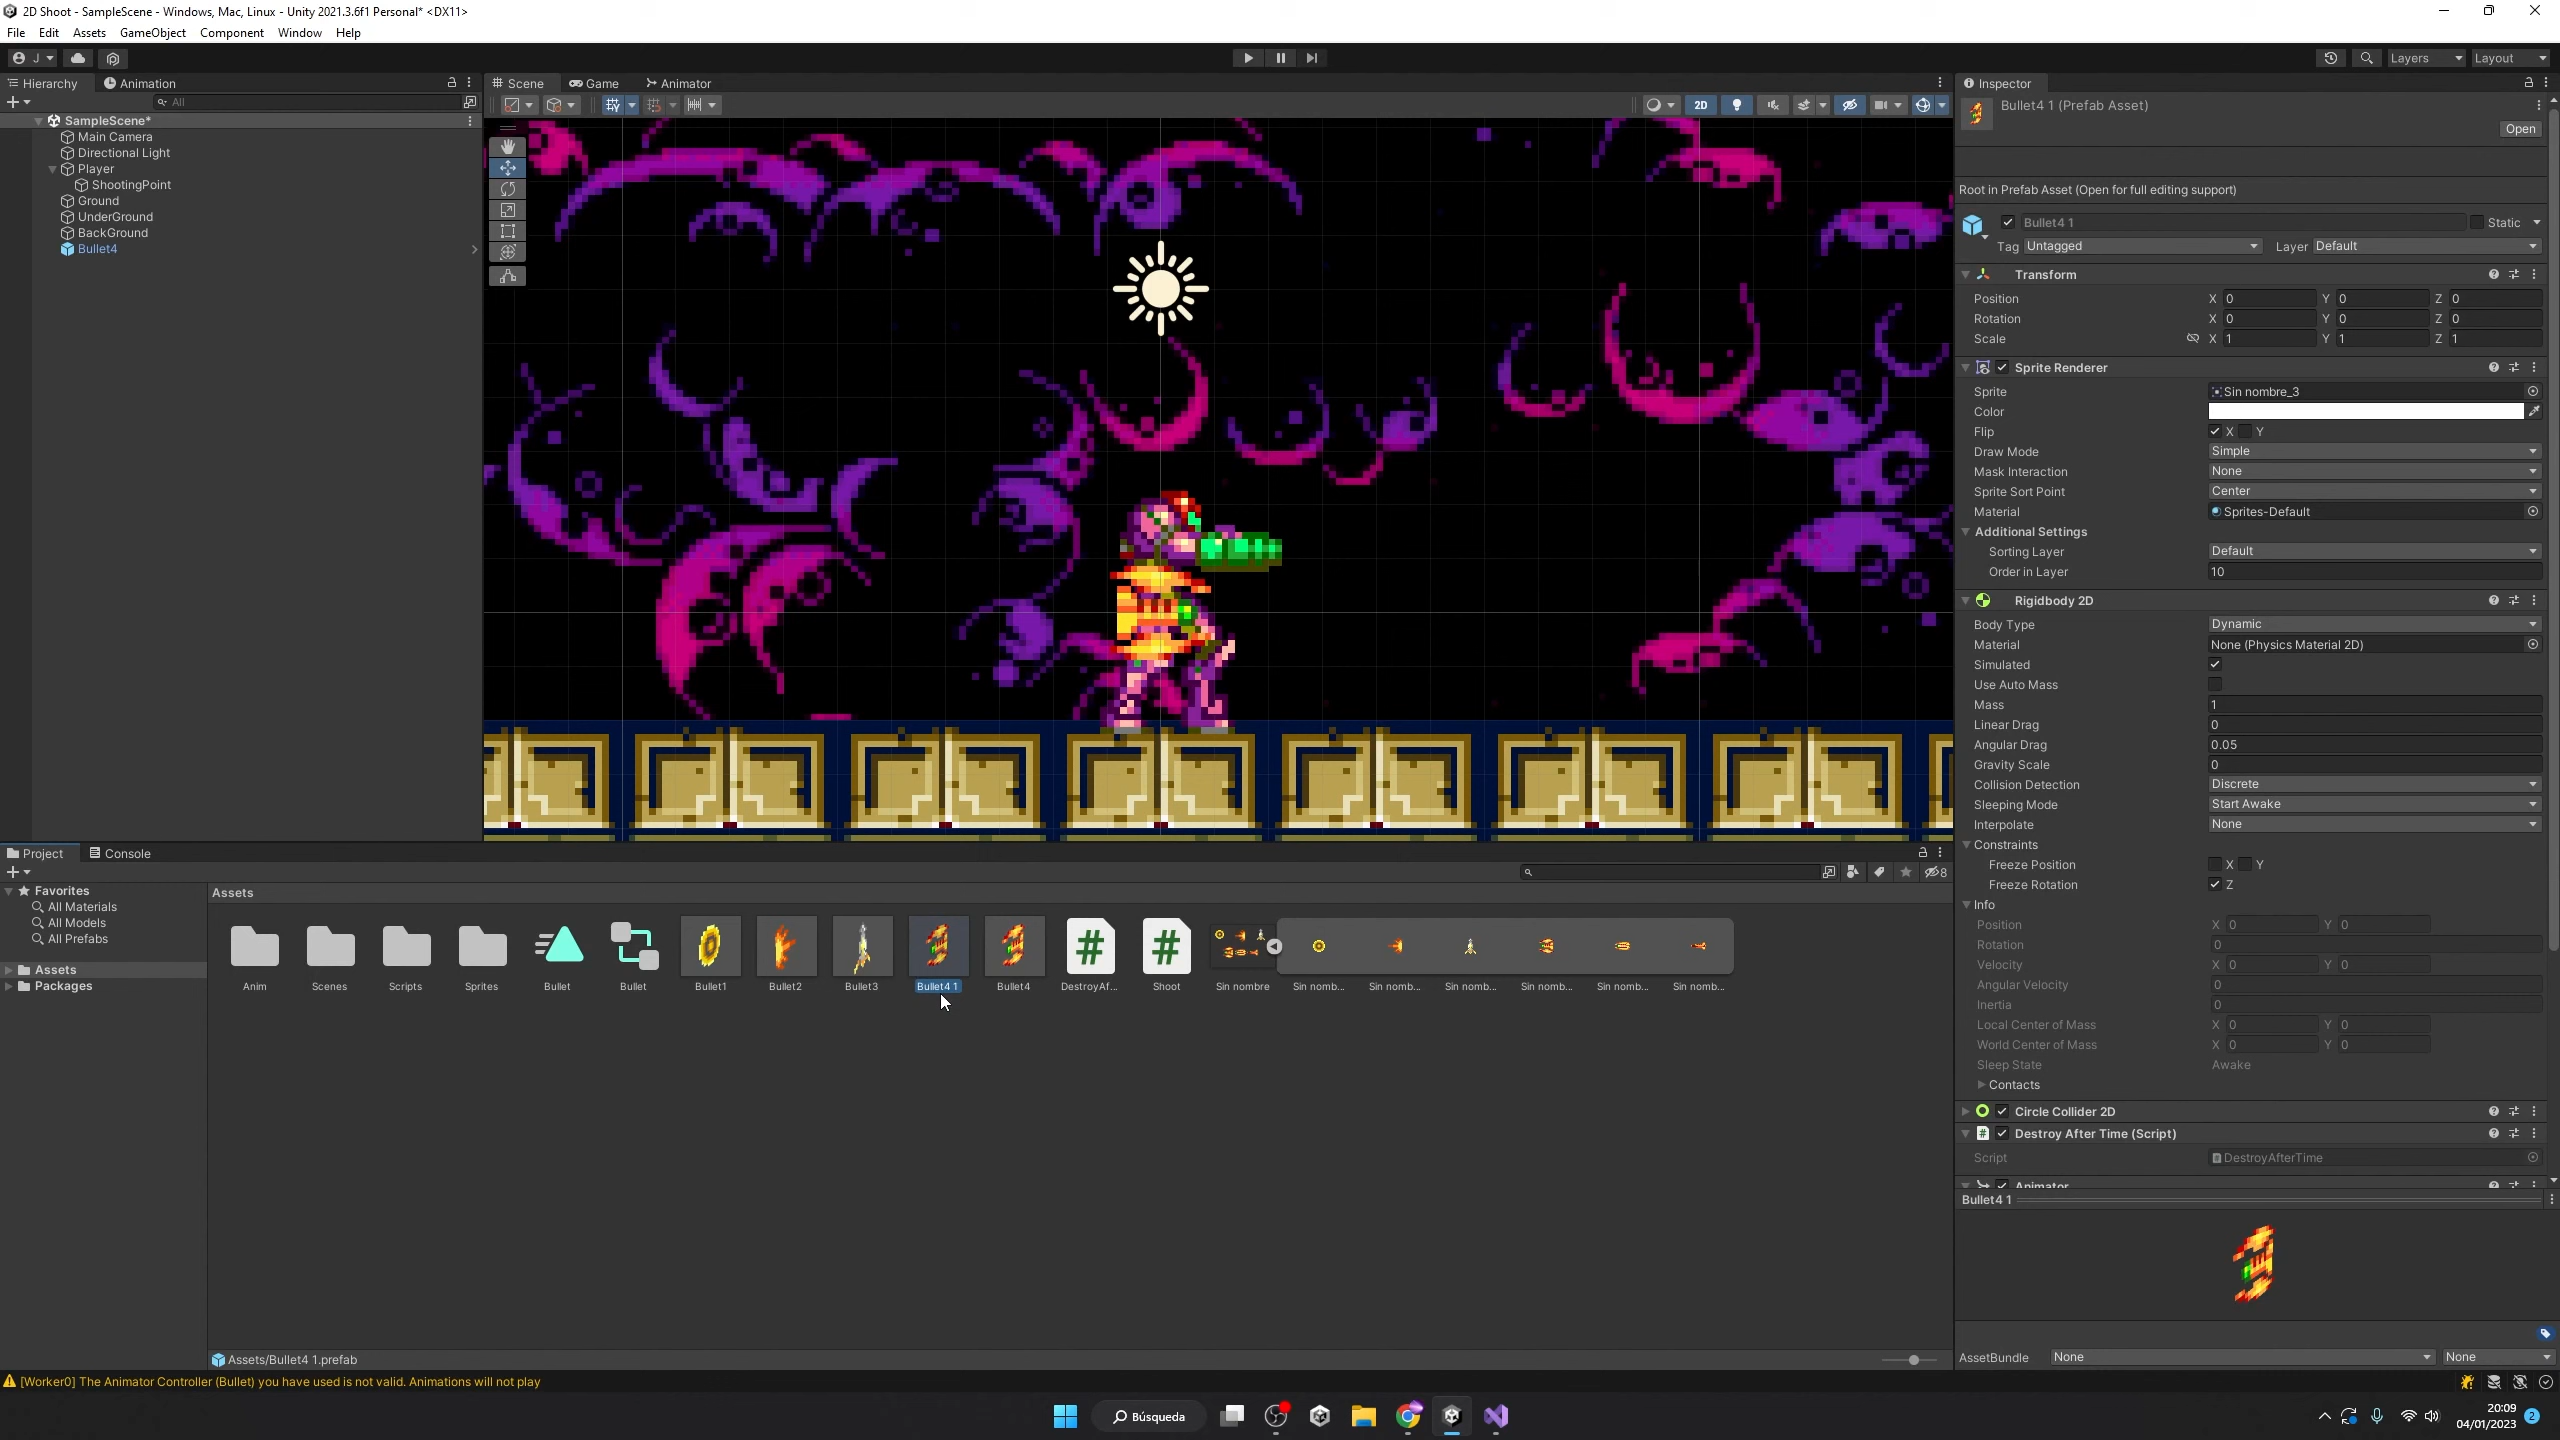 2D Shoot - SampleScene - Windows, Mac, Linux - Unity 2021.3.6f1 Personal* <DX11>
File Edit Assets GameObject Component Window Help
J Layers Layout
Hierarchy Animation
All
SampleScene*
Main Camera
Directional Light
Player
ShootingPoint
Ground
UnderGround
BackGround
Bullet4
Scene Game Animator
2D
Inspector
Bullet4 1 (Prefab Asset)
Open
Root in Prefab Asset (Open for full editing support)
Bullet4 1 Static
Tag Untagged Layer Default
Transform
Position X 0 Y 0 Z 0
Rotation X 0 Y 0 Z 0
Scale X 1 Y 1 Z 1
Sprite Renderer
Sprite Sin nombre_3
Color
Flip X Y
Draw Mode Simple
Mask Interaction None
Sprite Sort Point Center
Material Sprites-Default
Additional Settings
Sorting Layer Default
Order in Layer 10
Rigidbody 2D
Body Type Dynamic
Material None (Physics Material 2D)
Simulated
Use Auto Mass
Mass 1
Linear Drag 0
Angular Drag 0.05
Gravity Scale 0
Collision Detection Discrete
Sleeping Mode Start Awake
Interpolate None
Constraints
Freeze Position X Y
Freeze Rotation Z
Info
Position X 0 Y 0
Rotation 0
Velocity X 0 Y 0
Angular Velocity 0
Inertia 0
Local Center of Mass X 0 Y 0
World Center of Mass X 0 Y 0
Sleep State Awake
Contacts
Circle Collider 2D
Destroy After Time (Script)
Script DestroyAfterTime
Animator
Bullet4 1
AssetBundle None None
Project Console
8
Favorites
All Materials
All Models
All Prefabs
Assets
Packages
Assets
Anim Scenes Scripts Sprites Bullet Bullet Bullet1 Bullet2 Bullet3 Bullet4 1 Bullet4 DestroyAf... Shoot Sin nombre Sin nomb... Sin nomb... Sin nomb... Sin nomb... Sin nomb... Sin nomb...
Assets/Bullet4 1.prefab
[Worker0] The Animator Controller (Bullet) you have used is not valid. Animations will not play
Búsqueda
20:09
04/01/2023
2